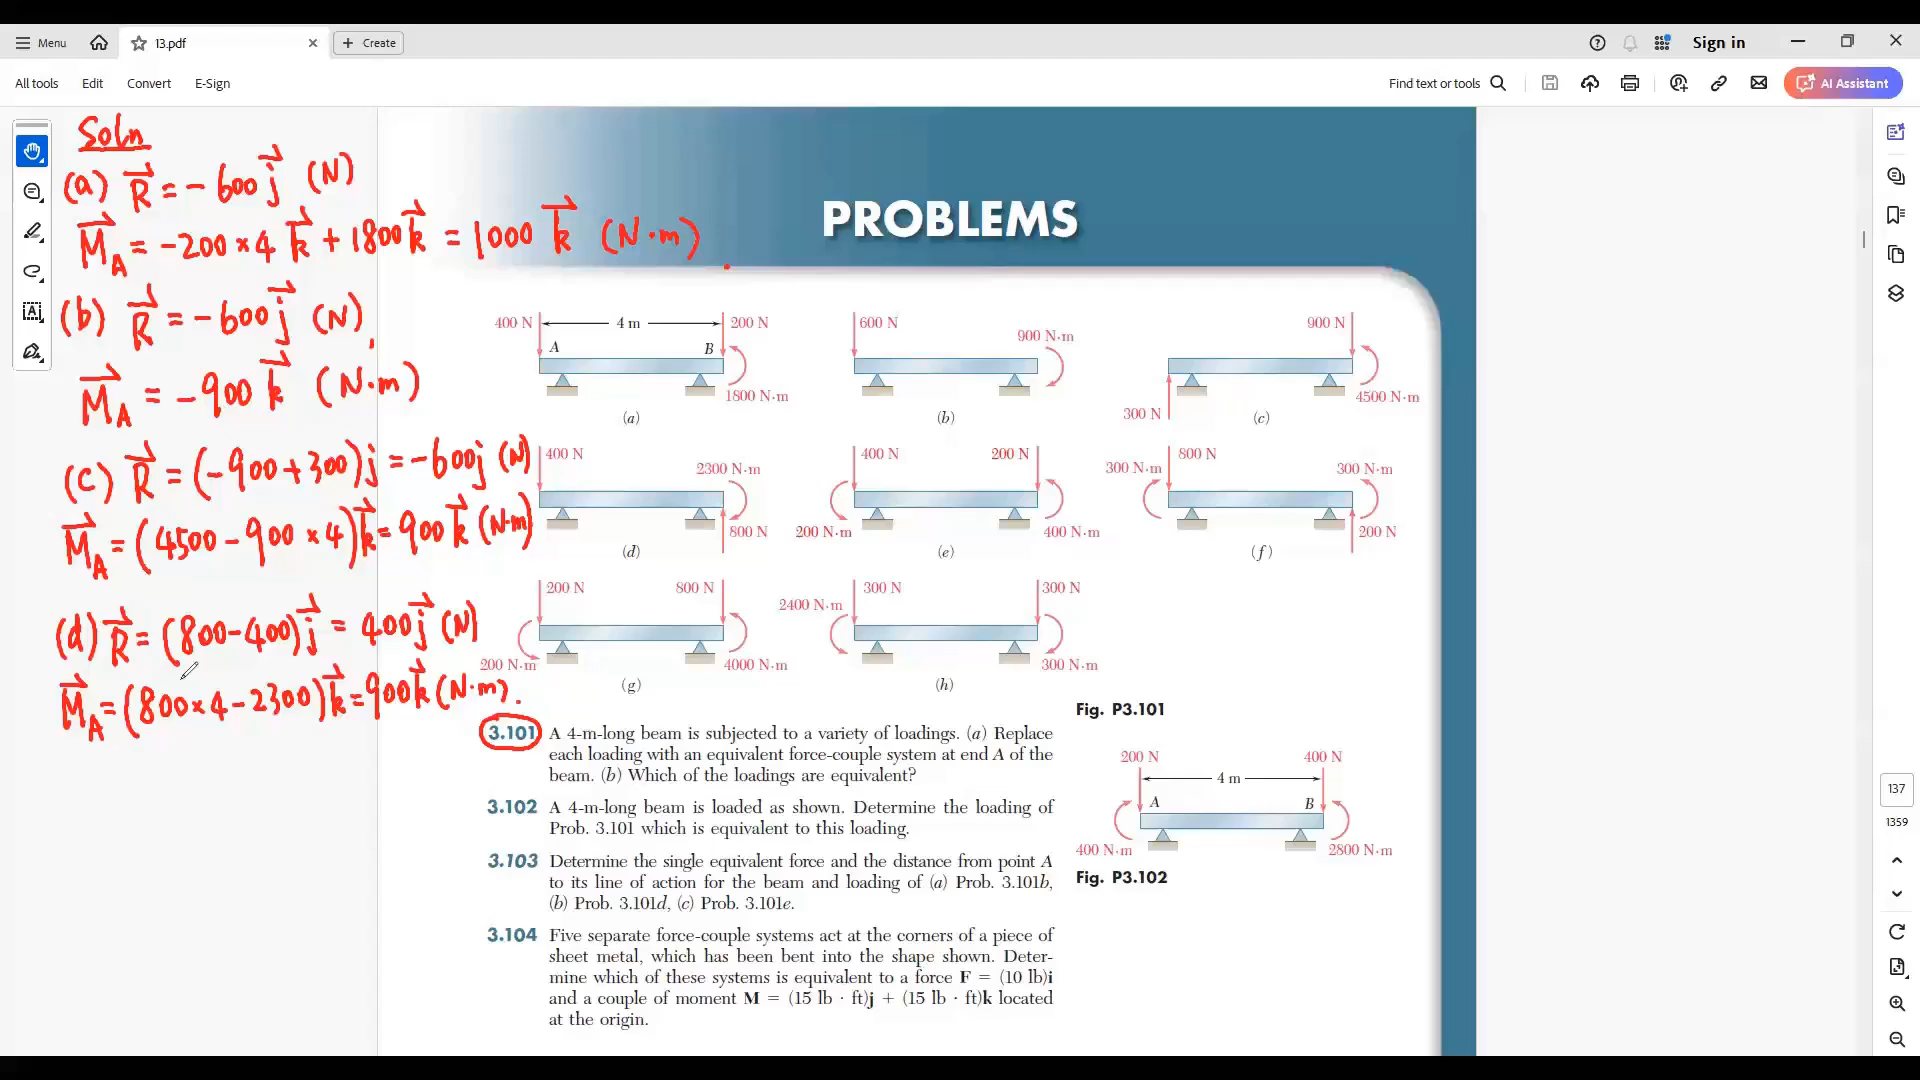 Menu
13.pdf
Create
Sign in
All tools
Edit
Convert
E-Sign
Find text or tools
AI Assistant
Soln
(a) R = - 600 j (N)
M_A = -200 × 4 k + 1800 k = 1000 k (N·m)
(b) R = - 600 j (N),
M_A = - 900 k (N·m)
(c) R = (-900+300) j = -600j (N)
M_A = (4500 - 900 × 4) k = 900 k (N·m)
(d) R = (800-400) j = 400 j (N)
M_A = (800×4-2300) k = 900 k (N·m).
PROBLEMS
400 N
4 m
200 N
A
B
1800 N·m
(a)
600 N
900 N·m
(b)
900 N
300 N
4500 N·m
(c)
400 N
2300 N·m
800 N
(d)
400 N
200 N
200 N·m
400 N·m
(e)
300 N·m
800 N
300 N·m
200 N
(f)
200 N
800 N
200 N·m
4000 N·m
(g)
2400 N·m
300 N
300 N
300 N·m
(h)
Fig. P3.101
3.101 A 4-m-long beam is subjected to a variety of loadings. (a) Replace
each loading with an equivalent force-couple system at end A of the
beam. (b) Which of the loadings are equivalent?
3.102 A 4-m-long beam is loaded as shown. Determine the loading of
Prob. 3.101 which is equivalent to this loading.
3.103 Determine the single equivalent force and the distance from point A
to its line of action for the beam and loading of (a) Prob. 3.101b,
(b) Prob. 3.101d, (c) Prob. 3.101e.
3.104 Five separate force-couple systems act at the corners of a piece of
sheet metal, which has been bent into the shape shown. Deter-
mine which of these systems is equivalent to a force F = (10 lb)i
and a couple of moment M = (15 lb · ft)j + (15 lb · ft)k located
at the origin.
200 N
400 N
4 m
A
B
400 N·m
2800 N·m
Fig. P3.102
137
1359